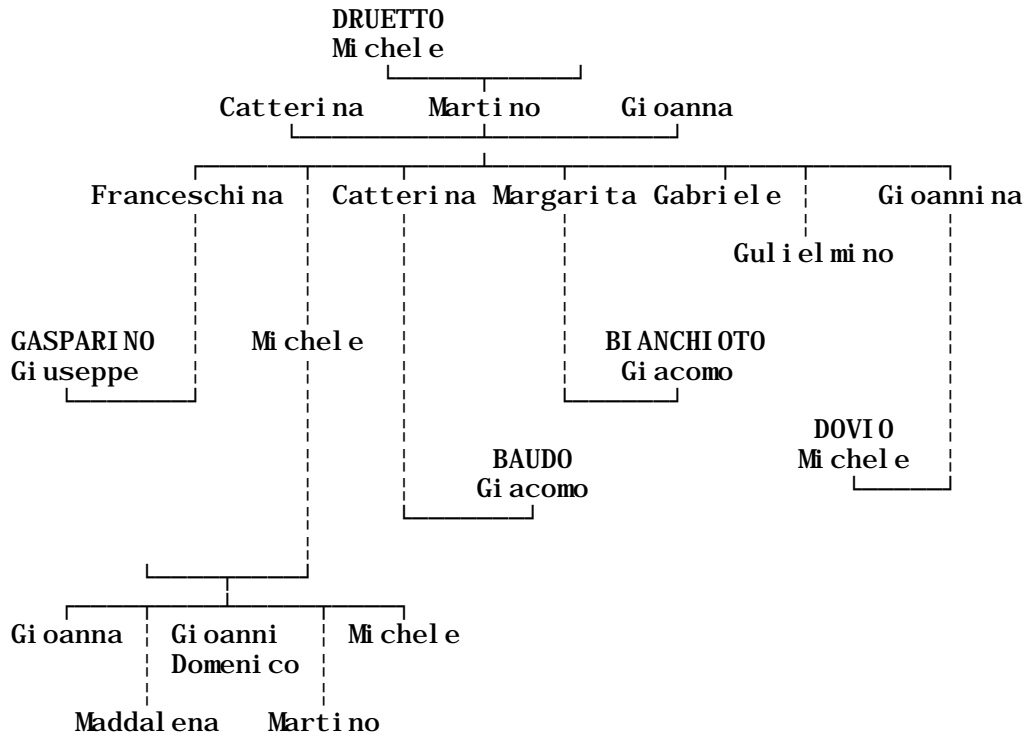 DRUETTO
Michele
Catterina Martino Gioanna
Franceschina Catterina Margarita Gabriele Gioannina
Gulielmino
GASPARINO Michele BIANCHIOTO
Giuseppe Giacomo
DOVIO
BAUDO Michele
Giacomo
Gioanna Gioanni Michele
Domenico
Maddalena Martino